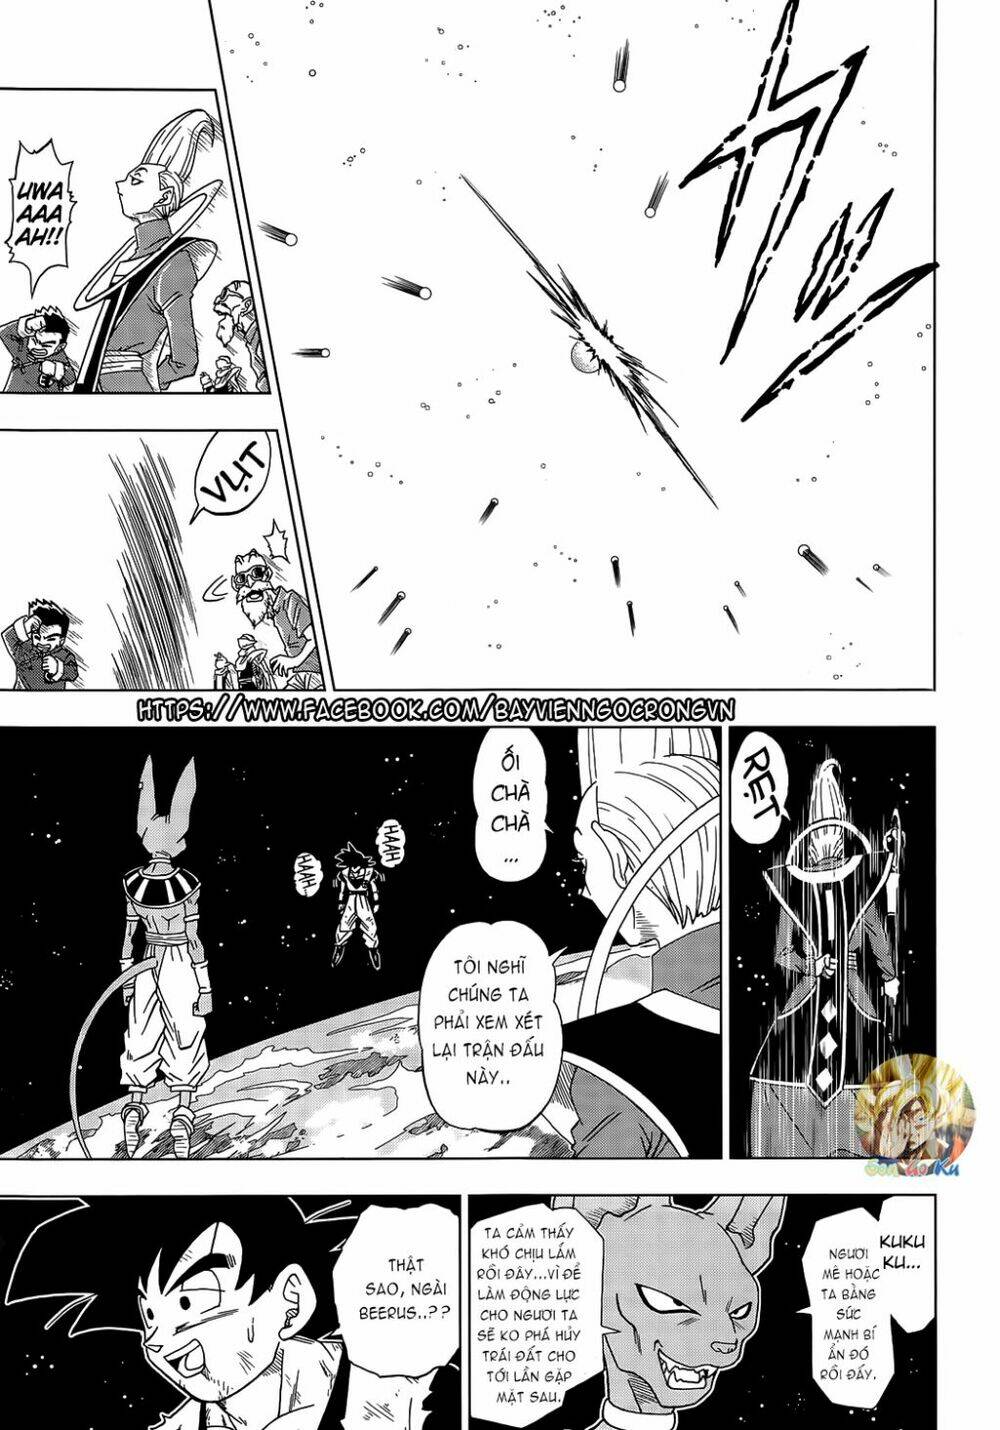 UWA
AAA
AH!!
VỤT
HTTPS://WWW.FACEBOOK.COM/BAYVIENNGOCRONGVN
RẸT
ỐI
CHÀ
CHÀ
...
HAAH
HAAH..
TÔI NGHĨ
CHÚNG TA
PHẢI XEM XÉT
LẠI TRẬN ĐẤU
NÀY..
KUKU
KU...
NGƯƠI
MÊ HOẶC
TA BẰNG
SỨC
MẠNH BÍ
ẨN ĐÓ
RỒI ĐẤY.
TA CẢM THẤY
KHÓ CHỊU LẮM
RỒI ĐÂY...VÌ ĐỂ
LÀM ĐỘNG LỰC
CHO NGƯƠI TA
SẼ KO PHÁ HỦY
TRÁI ĐẤT CHO
TỚI LẦN GẶP
MẶT SAU.
THẬT
SAO, NGÀI
BEERUS..??
Son Go Ku